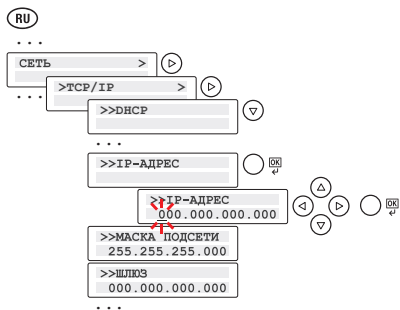 RU
...
СЕТЬ >
...
>TCP/IP >
>>DHCP
...
>>IP-АДРЕС
OK
>>IP-АДРЕС
000.000.000.000
OK
>>МАСКА ПОДСЕТИ
255.255.255.000
>>ШЛЮЗ
000.000.000.000
...